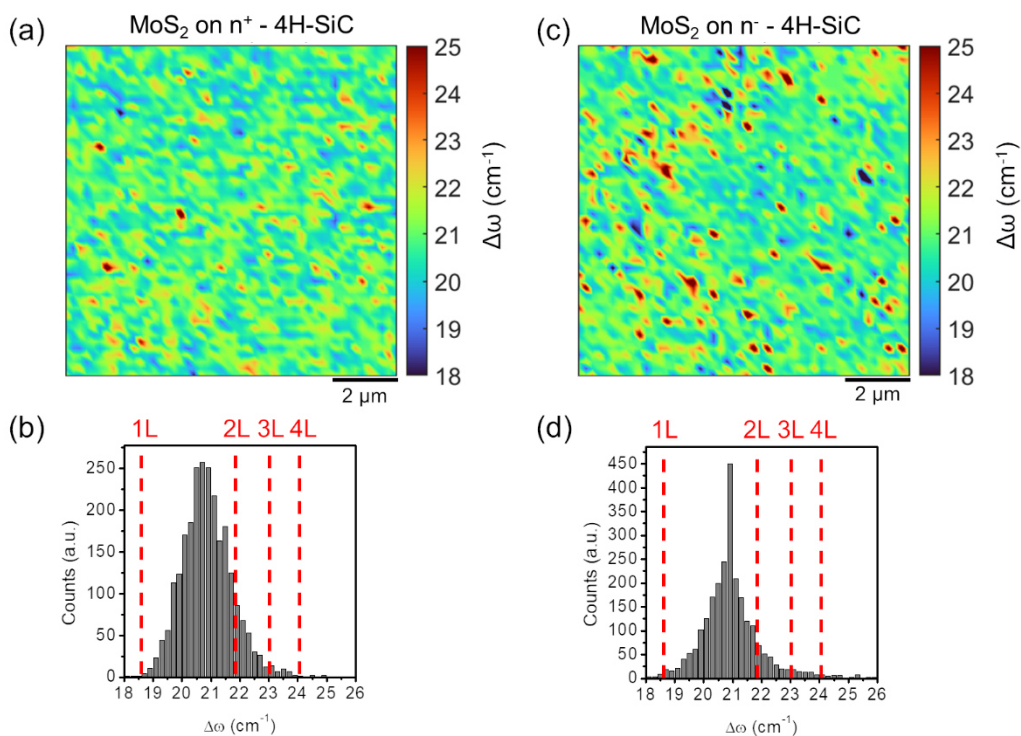 (a)
MoS₂ on n⁺ - 4H-SiC
25
24
23
22
21
20
19
18
Δω (cm⁻¹)
2 µm
(c)
MoS₂ on n⁻ - 4H-SiC
25
24
23
22
21
20
19
18
Δω (cm⁻¹)
2 µm
(b)
1L 2L 3L 4L
250
200
150
100
50
0
Counts (a.u.)
18 19 20 21 22 23 24 25 26
Δω (cm⁻¹)
(d)
1L 2L 3L 4L
450
400
350
300
250
200
150
100
50
0
Counts (a.u.)
18 19 20 21 22 23 24 25 26
Δω (cm⁻¹)